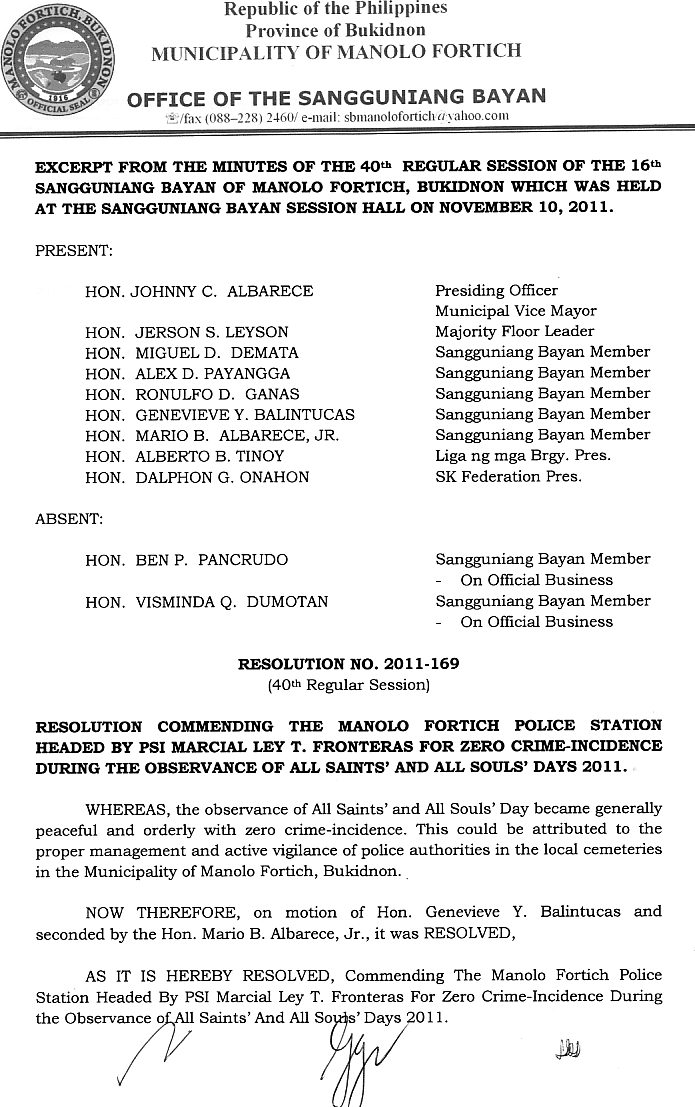 Republic of the Philippines
Province of Bukidnon
MUNICIPALITY OF MANOLO FORTICH
MANOLO FORTICH, BUKIDNON
1916
OFFICIAL SEAL
OFFICE OF THE SANGGUNIANG BAYAN
☏/fax (088-228) 2460/ e-mail: sbmanolofortich@yahoo.com
EXCERPT FROM THE MINUTES OF THE 40th REGULAR SESSION OF THE 16th
SANGGUNIANG BAYAN OF MANOLO FORTICH, BUKIDNON WHICH WAS HELD
AT THE SANGGUNIANG BAYAN SESSION HALL ON NOVEMBER 10, 2011.
PRESENT:
HON. JOHNNY C. ALBARECE Presiding Officer
Municipal Vice Mayor
HON. JERSON S. LEYSON Majority Floor Leader
HON. MIGUEL D. DEMATA Sangguniang Bayan Member
HON. ALEX D. PAYANGGA Sangguniang Bayan Member
HON. RONULFO D. GANAS Sangguniang Bayan Member
HON. GENEVIEVE Y. BALINTUCAS Sangguniang Bayan Member
HON. MARIO B. ALBARECE, JR. Sangguniang Bayan Member
HON. ALBERTO B. TINOY Liga ng mga Brgy. Pres.
HON. DALPHON G. ONAHON SK Federation Pres.
ABSENT:
HON. BEN P. PANCRUDO Sangguniang Bayan Member
- On Official Business
HON. VISMINDA Q. DUMOTAN Sangguniang Bayan Member
- On Official Business
RESOLUTION NO. 2011-169
(40th Regular Session)
RESOLUTION COMMENDING THE MANOLO FORTICH POLICE STATION
HEADED BY PSI MARCIAL LEY T. FRONTERAS FOR ZERO CRIME-INCIDENCE
DURING THE OBSERVANCE OF ALL SAINTS' AND ALL SOULS' DAYS 2011.
WHEREAS, the observance of All Saints' and All Souls' Day became generally
peaceful and orderly with zero crime-incidence. This could be attributed to the
proper management and active vigilance of police authorities in the local cemeteries
in the Municipality of Manolo Fortich, Bukidnon.
NOW THEREFORE, on motion of Hon. Genevieve Y. Balintucas and
seconded by the Hon. Mario B. Albarece, Jr., it was RESOLVED,
AS IT IS HEREBY RESOLVED, Commending The Manolo Fortich Police
Station Headed By PSI Marcial Ley T. Fronteras For Zero Crime-Incidence During
the Observance of All Saints' And All Souls' Days 2011.